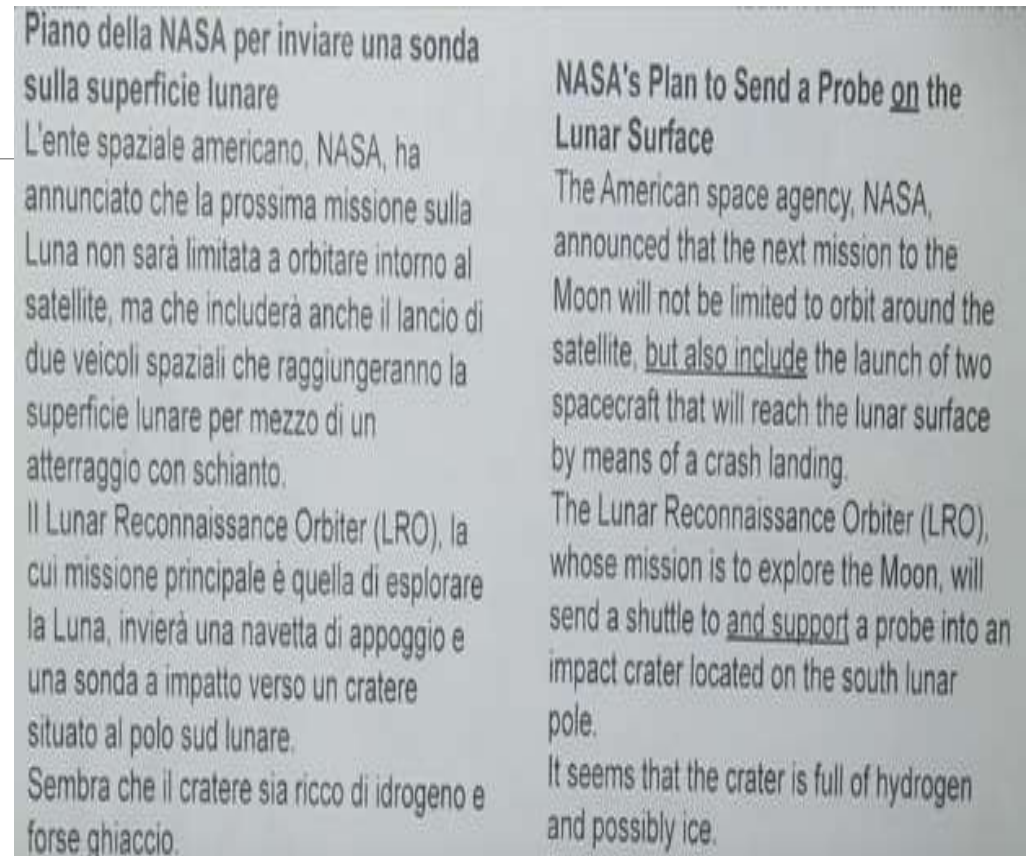 Piano della NASA per inviare una sonda
sulla superficie lunare
L'ente spaziale americano, NASA, ha
annunciato che la prossima missione sulla
Luna non sarà limitata a orbitare intorno al
satellite, ma che includerà anche il lancio di
due veicoli spaziali che raggiungeranno la
superficie lunare per mezzo di un
atterraggio con schianto.
Il Lunar Reconnaissance Orbiter (LRO), la
cui missione principale è quella di esplorare
la Luna, invierà una navetta di appoggio e
una sonda a impatto verso un cratere
situato al polo sud lunare.
Sembra che il cratere sia ricco di idrogeno e
forse ghiaccio.
NASA's Plan to Send a Probe on the
Lunar Surface
The American space agency, NASA,
announced that the next mission to the
Moon will not be limited to orbit around the
satellite, but also include the launch of two
spacecraft that will reach the lunar surface
by means of a crash landing.
The Lunar Reconnaissance Orbiter (LRO),
whose mission is to explore the Moon, will
send a shuttle to and support a probe into an
impact crater located on the south lunar
pole.
It seems that the crater is full of hydrogen
and possibly ice.